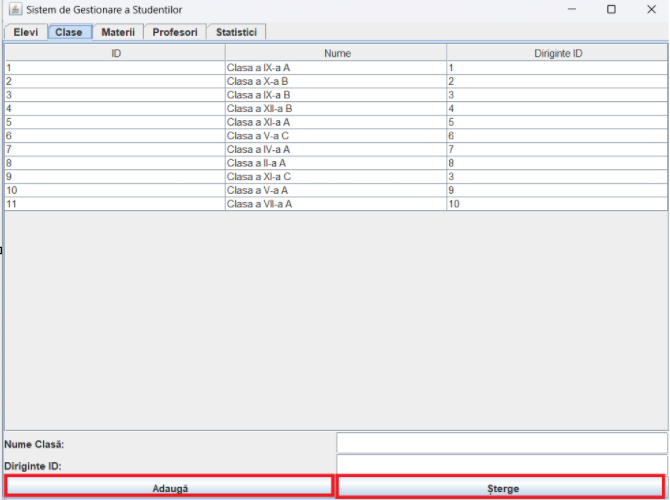 Sistem de Gestionare a Studentilor
Elevi Clase Materii Profesori Statistici
ID Nume Diriginte ID
1 Clasa a IX-a A 1
2 Clasa a X-a B 2
3 Clasa a IX-a B 3
4 Clasa a XII-a B 4
5 Clasa a XI-a A 5
6 Clasa a V-a C 6
7 Clasa a IV-a A 7
8 Clasa a II-a A 8
9 Clasa a XI-a C 3
10 Clasa a V-a A 9
11 Clasa a VII-a A 10
Nume Clasă:
Diriginte ID:
Adaugă Șterge